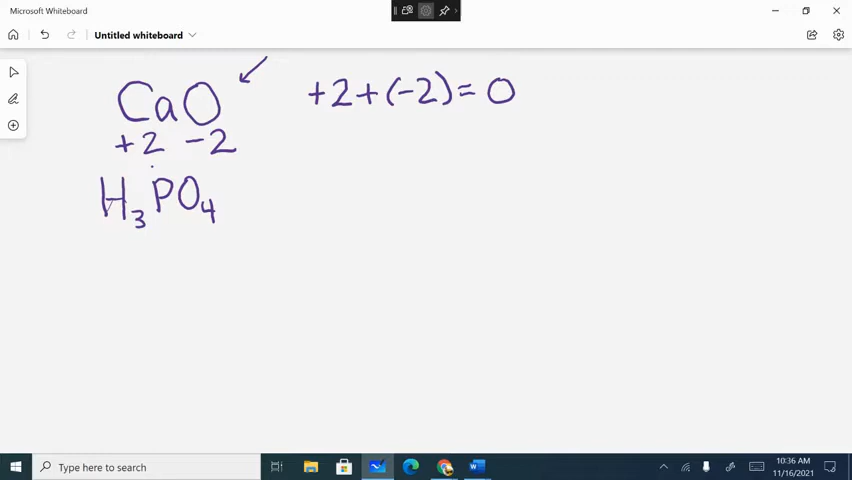 Microsoft Whiteboard
Untitled whiteboard
CaO +2+(-2)=0
+2 -2
H₃PO₄
Type here to search
10:36 AM
11/16/2021